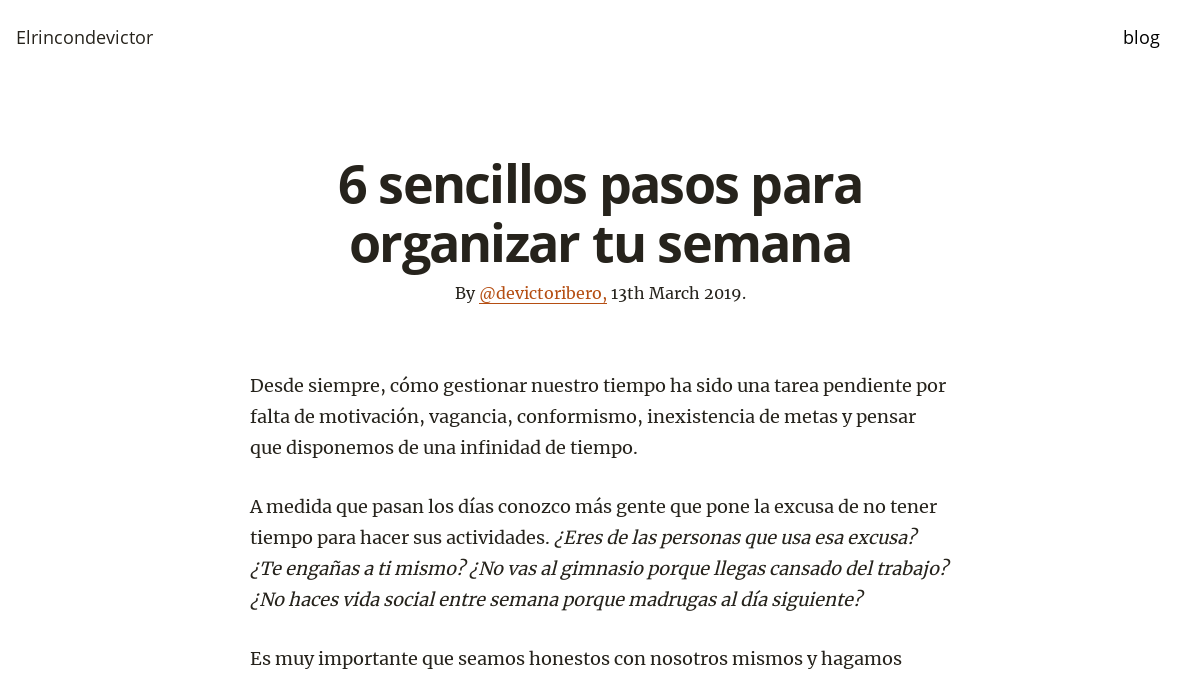 Elrincondevictor
blog
6 sencillos pasos para
organizar tu semana
By @devictoribero, 13th March 2019.
Desde siempre, cómo gestionar nuestro tiempo ha sido una tarea pendiente por
falta de motivación, vagancia, conformismo, inexistencia de metas y pensar
que disponemos de una infinidad de tiempo.
A medida que pasan los días conozco más gente que pone la excusa de no tener
tiempo para hacer sus actividades. ¿Eres de las personas que usa esa excusa?
¿Te engañas a ti mismo? ¿No vas al gimnasio porque llegas cansado del trabajo?
¿No haces vida social entre semana porque madrugas al día siguiente?
Es muy importante que seamos honestos con nosotros mismos y hagamos